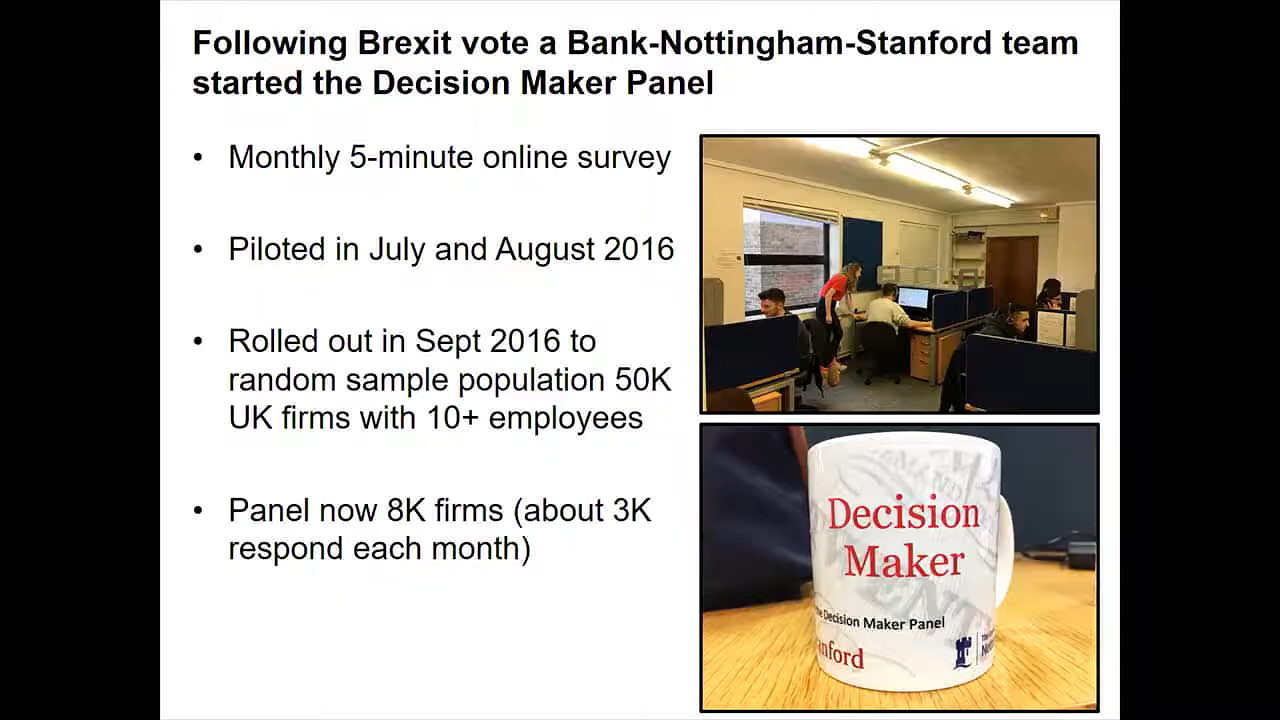 Following Brexit vote a Bank-Nottingham-Stanford team
started the Decision Maker Panel
• Monthly 5-minute online survey
• Piloted in July and August 2016
• Rolled out in Sept 2016 to
random sample population 50K
UK firms with 10+ employees
• Panel now 8K firms (about 3K
respond each month)
Decision
Maker
Decision Maker Panel